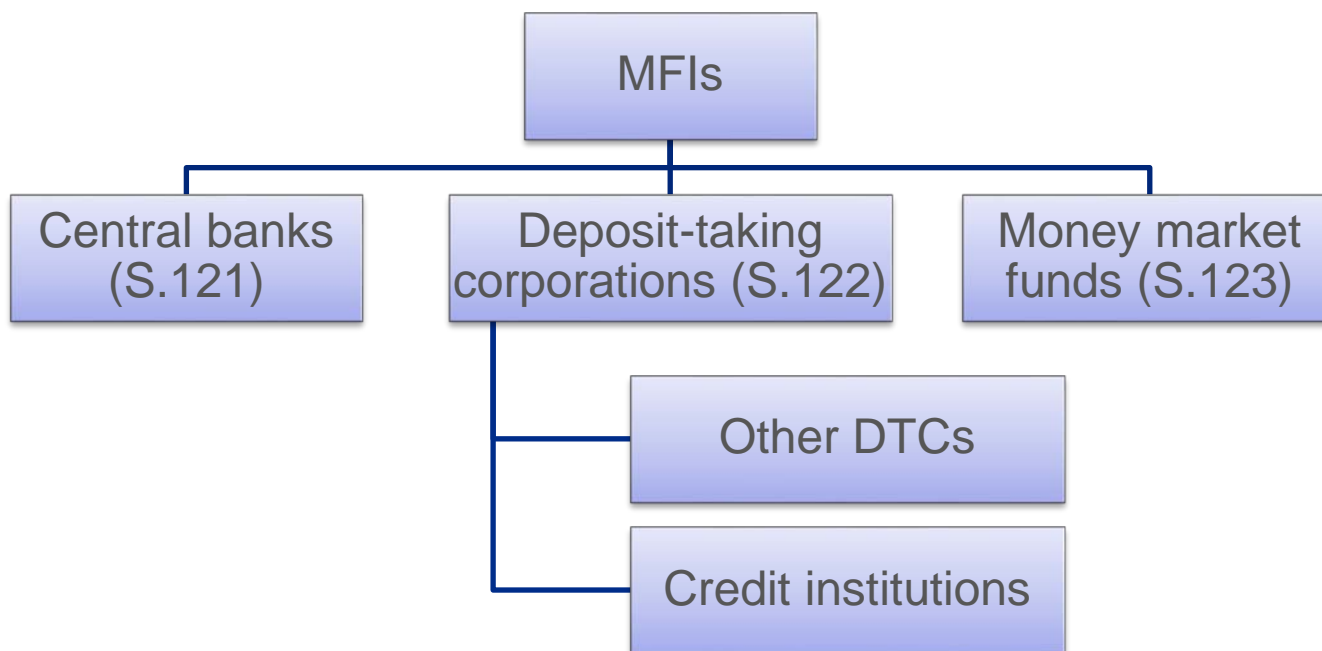 MFIs
Central banks
(S.121)
Deposit-taking
corporations (S.122)
Money market
funds (S.123)
Other DTCs
Credit institutions